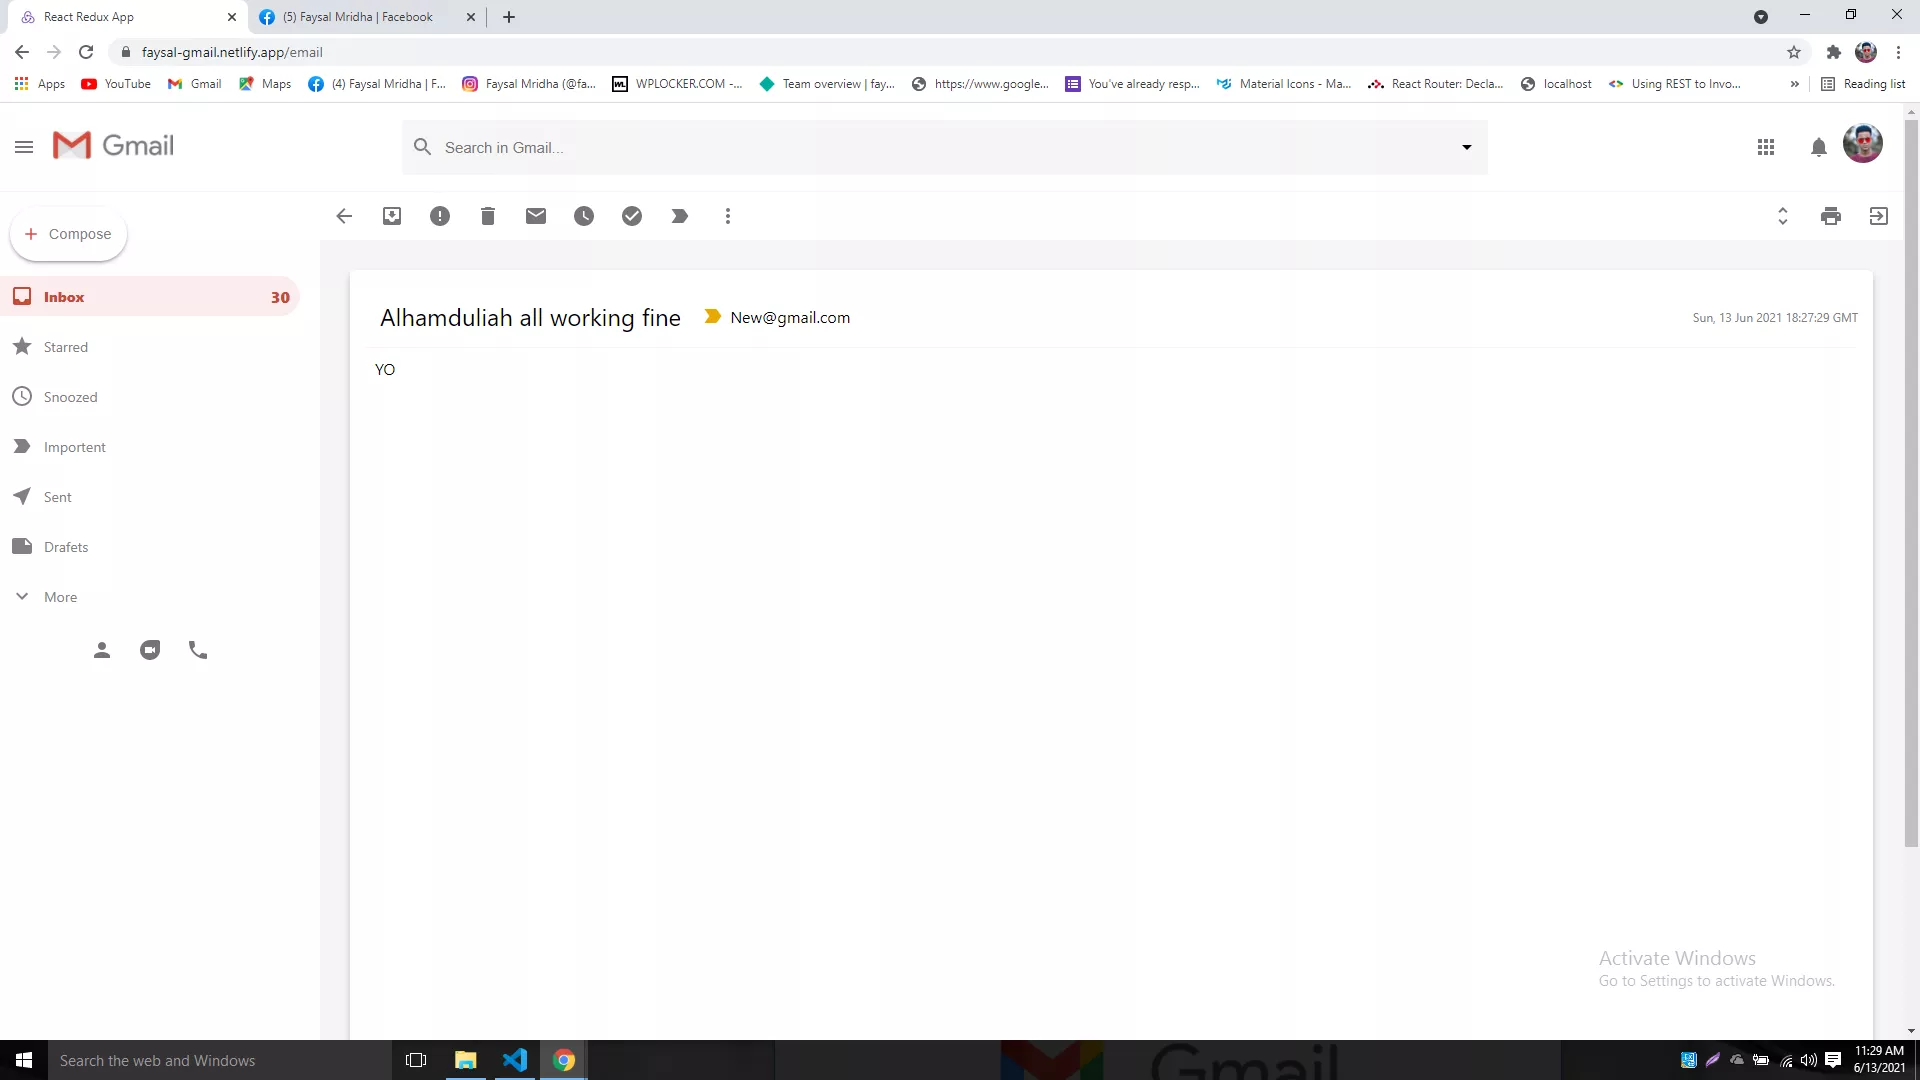 React Redux App
(5) Faysal Mridha | Facebook
faysal-gmail.netlify.app/email
Apps YouTube Gmail Maps (4) Faysal Mridha | F... Faysal Mridha (@fa... WPLOCKER.COM -... Team overview | fay... https://www.google... You've already resp... Material Icons - Ma... React Router: Decla... localhost Using REST to Invo... » Reading list
Gmail
Search in Gmail...
Compose
Inbox 30
Starred
Snoozed
Importent
Sent
Drafets
More
Alhamduliah all working fine New@gmail.com Sun, 13 Jun 2021 18:27:29 GMT
YO
Activate Windows
Go to Settings to activate Windows.
Search the web and Windows
Gmail
11:29 AM
6/13/2021